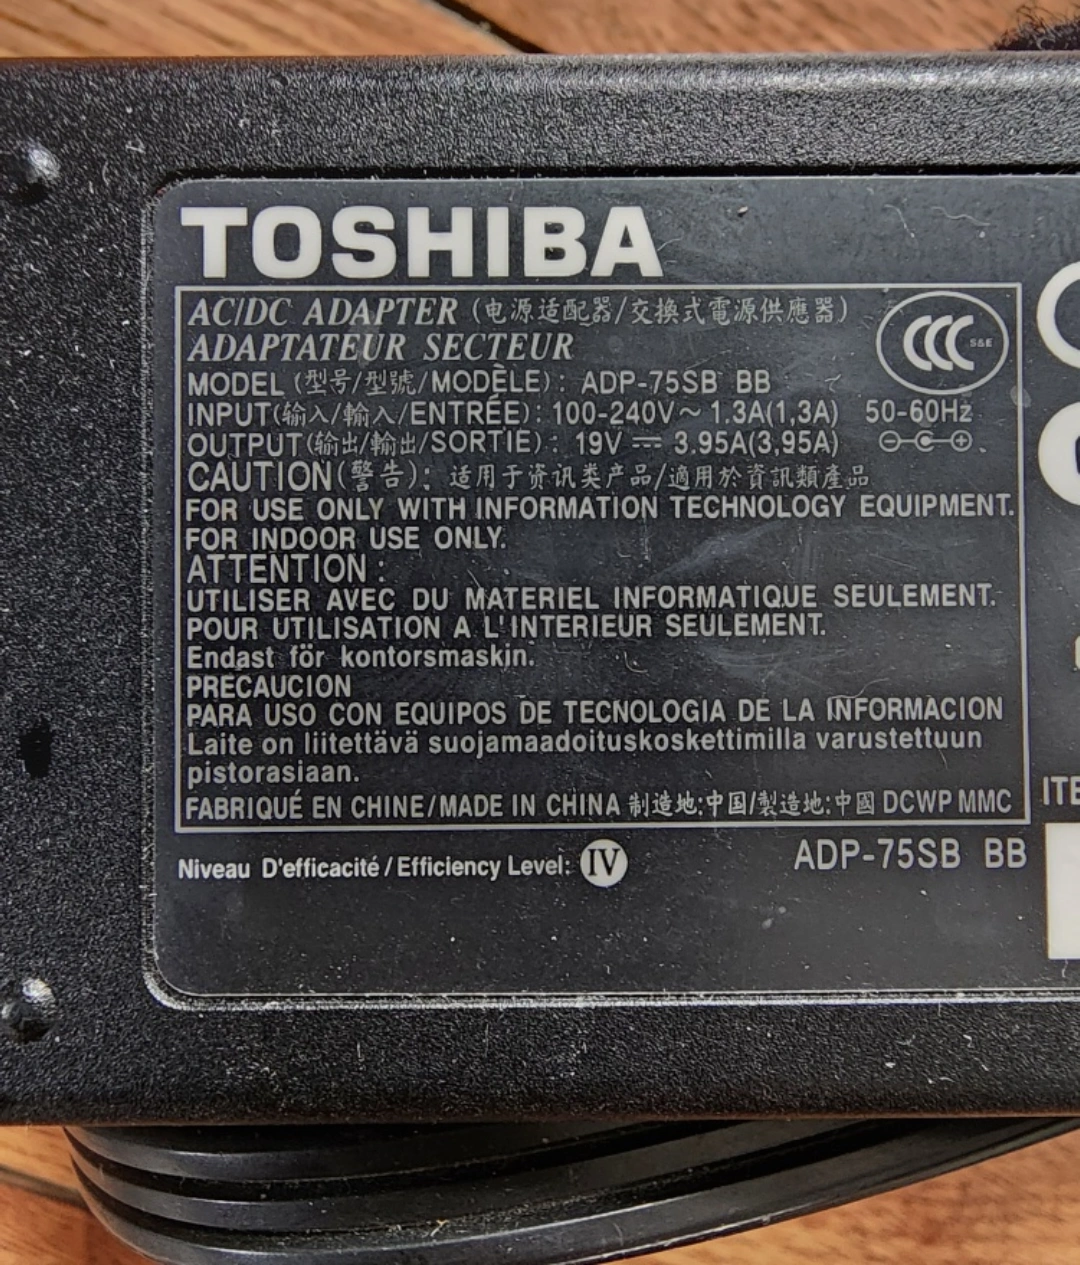 TOSHIBA
AC/DC ADAPTER (电源适配器/交換式電源供應器)
ADAPTATEUR SECTEUR
CCC S&E
MODEL (型号/型號/MODÈLE): ADP-75SB BB
INPUT(输入/輸入/ENTRÉE): 100-240V~ 1.3A(1,3A) 50-60Hz
OUTPUT(输出/輸出/SORTIE): 19V ⎓ 3.95A(3,95A)
CAUTION(警告): 适用于资讯类产品/適用於資訊類產品
FOR USE ONLY WITH INFORMATION TECHNOLOGY EQUIPMENT.
FOR INDOOR USE ONLY.
ATTENTION :
UTILISER AVEC DU MATERIEL INFORMATIQUE SEULEMENT.
POUR UTILISATION A L'INTERIEUR SEULEMENT.
Endast för kontorsmaskin.
PRECAUCION
PARA USO CON EQUIPOS DE TECNOLOGIA DE LA INFORMACION
Laite on liitettävä suojamaadoituskoskettimilla varustettuun
pistorasiaan.
FABRIQUÉ EN CHINE/MADE IN CHINA 制造地:中国/製造地:中國 DCWP MMC
Niveau D'efficacité / Efficiency Level: IV
ADP-75SB BB